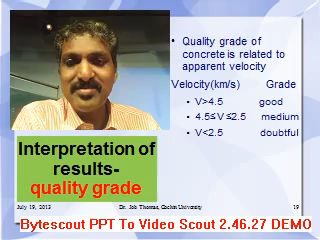 • Quality grade of
concrete is related to
apparent velocity
Velocity(km/s) Grade
• V>4.5 good
• 4.5≤V≤2.5 medium
• V<2.5 doubtful
Interpretation of
results-
quality grade
July 19, 2013 Dr. Job Thomas, Cochin University 19
Bytescout PPT To Video Scout 2.46.27 DEMO